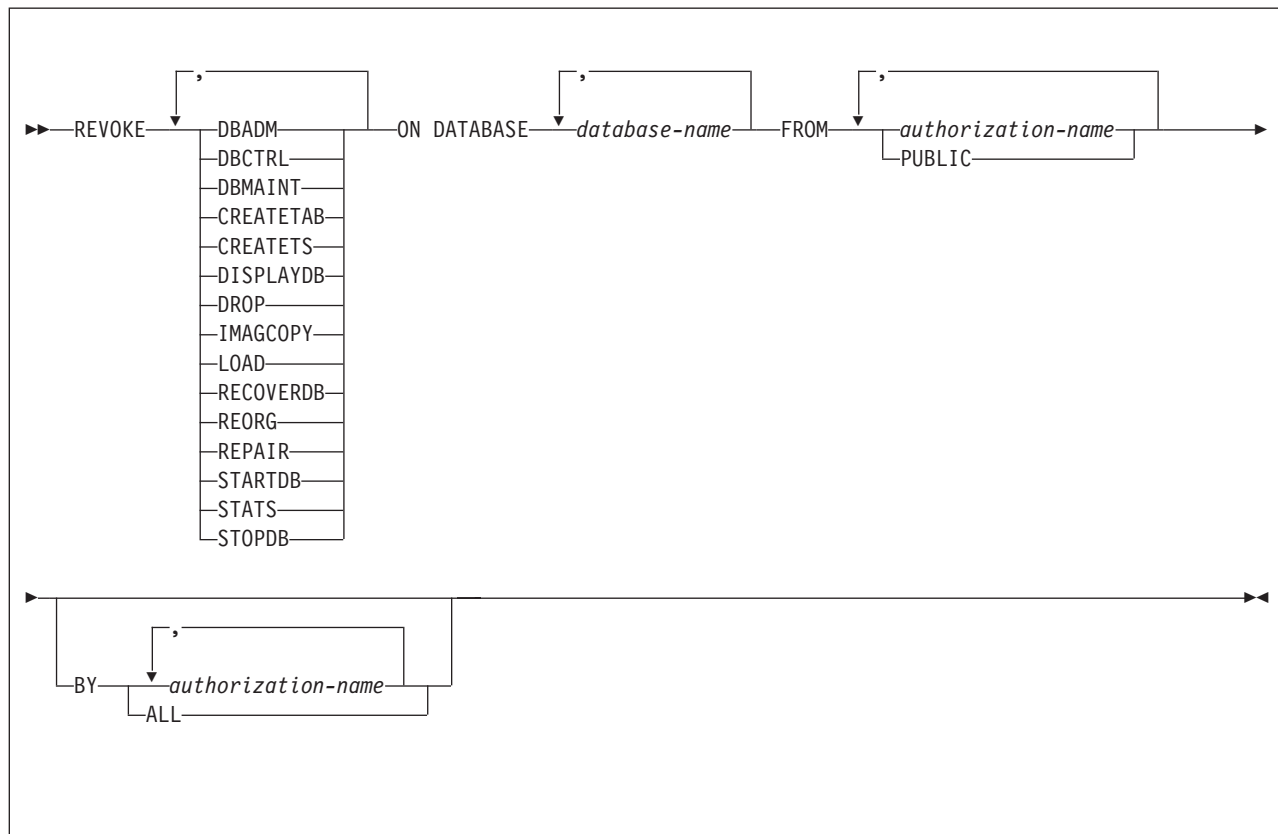 , , ,
REVOKE DBADM ON DATABASE database-name FROM authorization-name
DBCTRL PUBLIC
DBMAINT
CREATETAB
CREATETS
DISPLAYDB
DROP
IMAGCOPY
LOAD
RECOVERDB
REORG
REPAIR
STARTDB
STATS
STOPDB
,
BY authorization-name
ALL